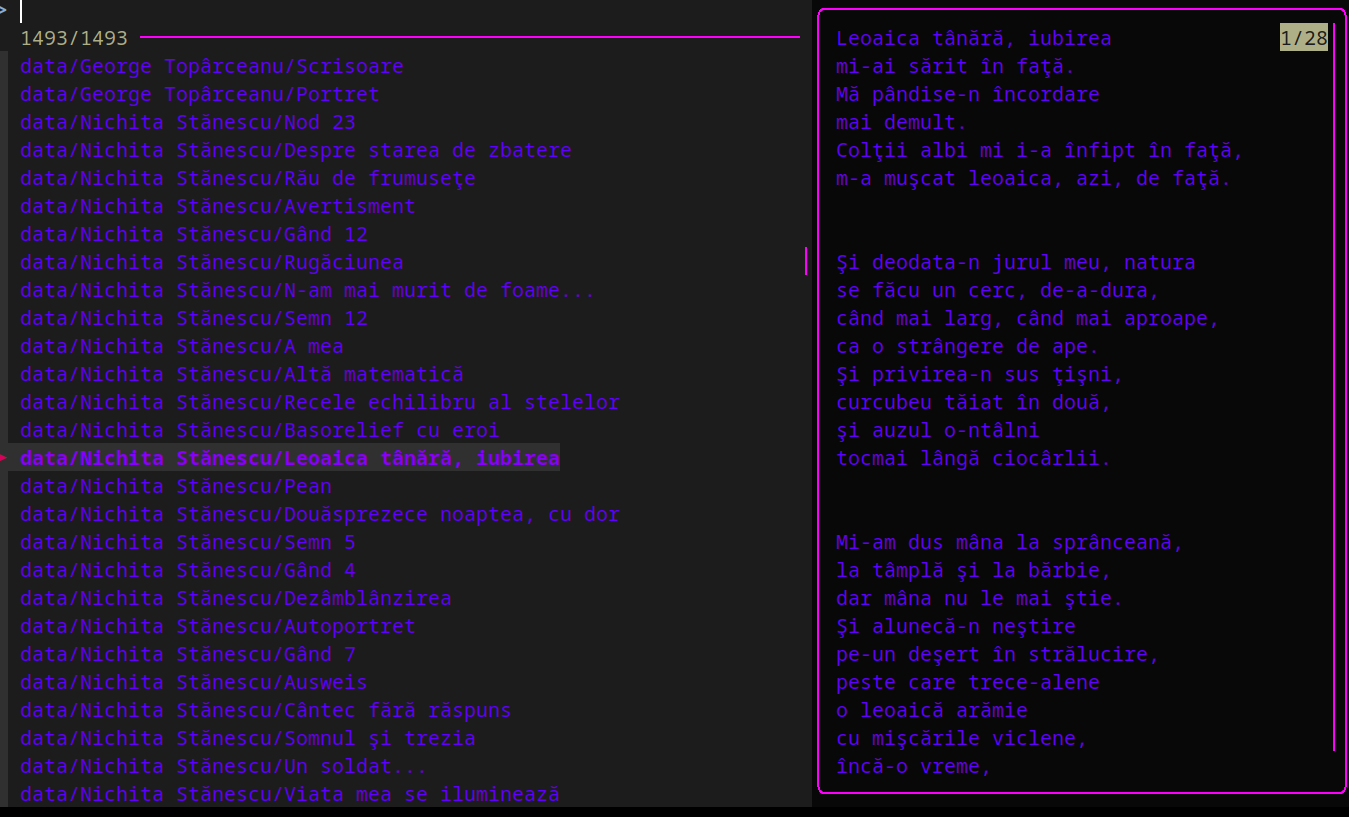 >
1493/1493
data/George Topârceanu/Scrisoare
data/George Topârceanu/Portret
data/Nichita Stănescu/Nod 23
data/Nichita Stănescu/Despre starea de zbatere
data/Nichita Stănescu/Rău de frumuseţe
data/Nichita Stănescu/Avertisment
data/Nichita Stănescu/Gând 12
data/Nichita Stănescu/Rugăciunea
data/Nichita Stănescu/N-am mai murit de foame...
data/Nichita Stănescu/Semn 12
data/Nichita Stănescu/A mea
data/Nichita Stănescu/Altă matematică
data/Nichita Stănescu/Recele echilibru al stelelor
data/Nichita Stănescu/Basorelief cu eroi
data/Nichita Stănescu/Leoaica tânără, iubirea
data/Nichita Stănescu/Pean
data/Nichita Stănescu/Douăsprezece noaptea, cu dor
data/Nichita Stănescu/Semn 5
data/Nichita Stănescu/Gând 4
data/Nichita Stănescu/Dezâmblânzirea
data/Nichita Stănescu/Autoportret
data/Nichita Stănescu/Gând 7
data/Nichita Stănescu/Ausweis
data/Nichita Stănescu/Cântec fără răspuns
data/Nichita Stănescu/Somnul şi trezia
data/Nichita Stănescu/Un soldat...
data/Nichita Stănescu/Viata mea se iluminează
Leoaica tânără, iubirea
1/28
mi-ai sărit în faţă.
Mă pândise-n încordare
mai demult.
Colţii albi mi i-a înfipt în faţă,
m-a muşcat leoaica, azi, de faţă.
Şi deodata-n jurul meu, natura
se făcu un cerc, de-a-dura,
când mai larg, când mai aproape,
ca o strângere de ape.
Şi privirea-n sus ţişni,
curcubeu tăiat în două,
şi auzul o-ntâlni
tocmai lângă ciocârlii.
Mi-am dus mâna la sprânceană,
la tâmplă şi la bărbie,
dar mâna nu le mai ştie.
Şi alunecă-n neştire
pe-un deşert în strălucire,
peste care trece-alene
o leoaică arămie
cu mişcările viclene,
încă-o vreme,